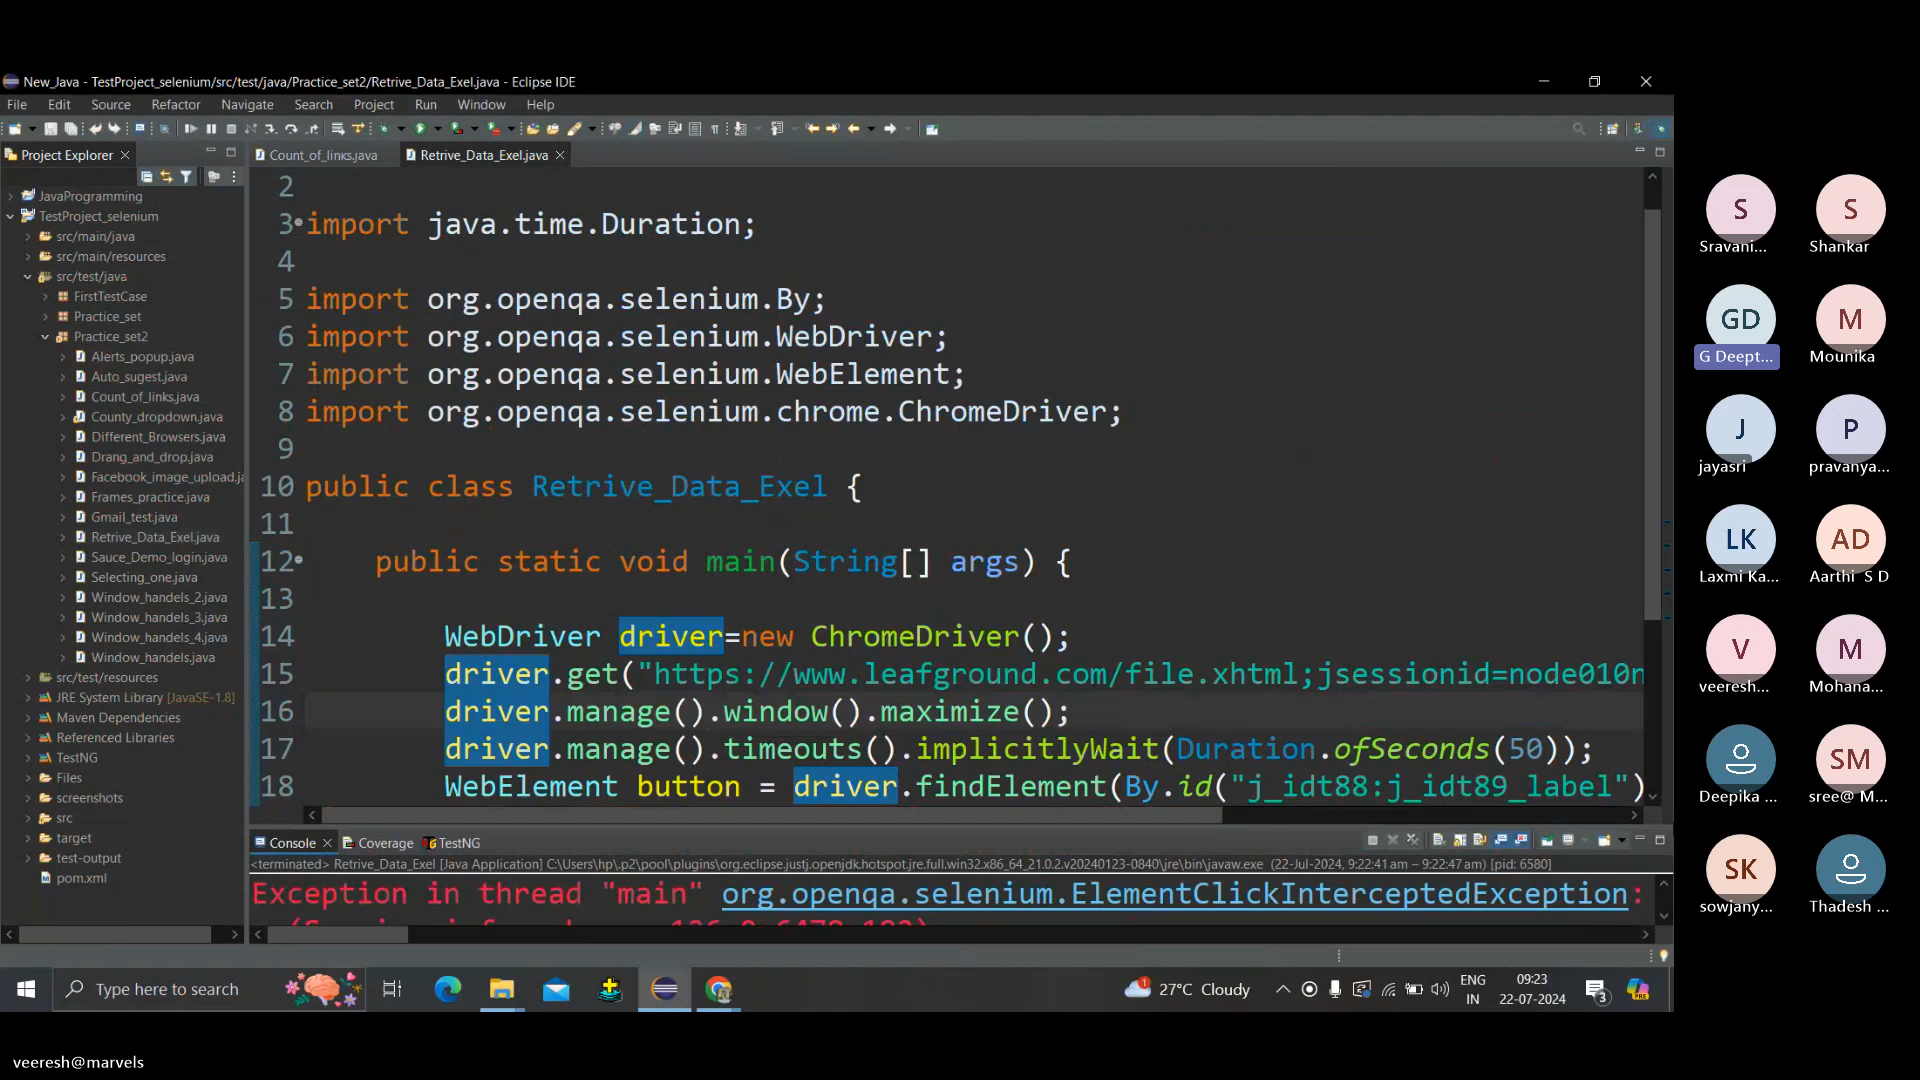 New_Java - TestProject_selenium/src/test/java/Practice_set2/Retrive_Data_Exel.java - Eclipse IDE
File Edit Source Refactor Navigate Search Project Run Window Help
Project Explorer
Count_of_links.java
Retrive_Data_Exel.java
JavaProgramming
TestProject_selenium
src/main/java
src/main/resources
src/test/java
FirstTestCase
Practice_set
Practice_set2
Alerts_popup.java
Auto_sugest.java
Count_of_links.java
County_dropdown.java
Different_Browsers.java
Drang_and_drop.java
Facebook_image_upload.ja
Frames_practice.java
Gmail_test.java
Retrive_Data_Exel.java
Sauce_Demo_login.java
Selecting_one.java
Window_handels_2.java
Window_handels_3.java
Window_handels_4.java
Window_handels.java
src/test/resources
JRE System Library [JavaSE-1.8]
Maven Dependencies
Referenced Libraries
TestNG
Files
screenshots
src
target
test-output
pom.xml
2
3 import java.time.Duration;
4
5 import org.openqa.selenium.By;
6 import org.openqa.selenium.WebDriver;
7 import org.openqa.selenium.WebElement;
8 import org.openqa.selenium.chrome.ChromeDriver;
9
10 public class Retrive_Data_Exel {
11
12 public static void main(String[] args) {
13
14 WebDriver driver=new ChromeDriver();
15 driver.get("https://www.leafground.com/file.xhtml;jsessionid=node010n
16 driver.manage().window().maximize();
17 driver.manage().timeouts().implicitlyWait(Duration.ofSeconds(50));
18 WebElement button = driver.findElement(By.id("j_idt88:j_idt89_label")
Console Coverage TestNG
<terminated> Retrive_Data_Exel [Java Application] C:\Users\hp\.p2\pool\plugins\org.eclipse.justj.openjdk.hotspot.jre.full.win32.x86_64_21.0.2.v20240123-0840\jre\bin\javaw.exe (22-Jul-2024, 9:22:41 am – 9:22:47 am) [pid: 6580]
Exception in thread "main" org.openqa.selenium.ElementClickInterceptedException:
Type here to search
27°C Cloudy
ENG
IN
09:23
22-07-2024
3
S
Sravani...
S
Shankar
GD
G Deept...
M
Mounika
J
jayasri
P
pravanya...
LK
Laxmi Ka...
AD
Aarthi S D
V
veeresh...
M
Mohana...
Deepika ...
SM
sree@ M...
SK
sowjany...
Thadesh ...
veeresh@marvels